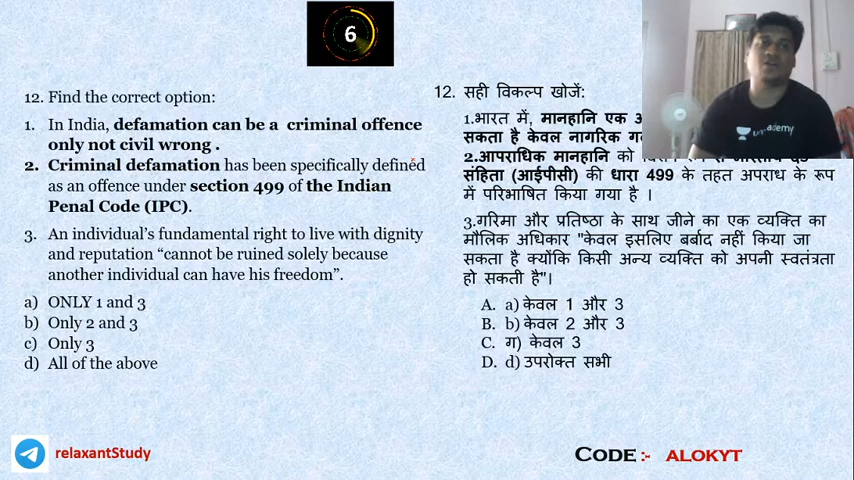 6
12. Find the correct option:
1. In India, defamation can be a criminal offence
only not civil wrong .
2. Criminal defamation has been specifically defined
as an offence under section 499 of the Indian
Penal Code (IPC).
3. An individual's fundamental right to live with dignity
and reputation “cannot be ruined solely because
another individual can have his freedom”.
a) ONLY 1 and 3
b) Only 2 and 3
c) Only 3
d) All of the above
12. सही विकल्प खोजें:
1.भारत में, मानहानि एक
सकता है केवल नागरिक
2.आपराधिक मानहानि को
संहिता (आईपीसी) की धारा 499 के तहत अपराध के रूप
में परिभाषित किया गया है ।
3.गरिमा और प्रतिष्ठा के साथ जीने का एक व्यक्ति का
मौलिक अधिकार "केवल इसलिए बर्बाद नहीं किया जा
सकता है क्योंकि किसी अन्य व्यक्ति को अपनी स्वतंत्रता
हो सकती है"।
A. a) केवल 1 और 3
B. b) केवल 2 और 3
C. ग) केवल 3
D. d) उपरोक्त सभी
relaxantStudy
CODE :- ALOKYT